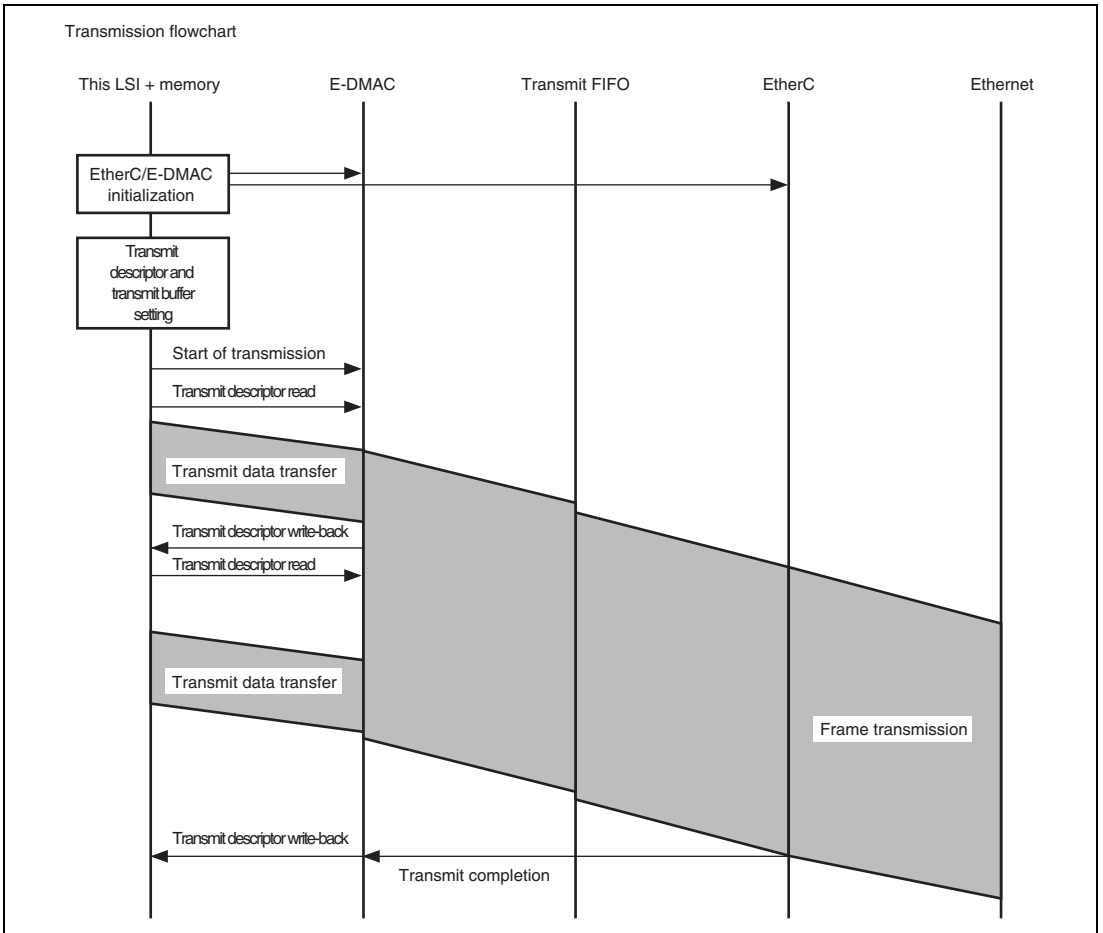 Transmission flowchart
This LSI + memory
E-DMAC
Transmit FIFO
EtherC
Ethernet
EtherC/E-DMAC
initialization
Transmit
descriptor and
transmit buffer
setting
Start of transmission
Transmit descriptor read
Transmit data transfer
Transmit descriptor write-back
Transmit descriptor read
Transmit data transfer
Frame transmission
Transmit descriptor write-back
Transmit completion